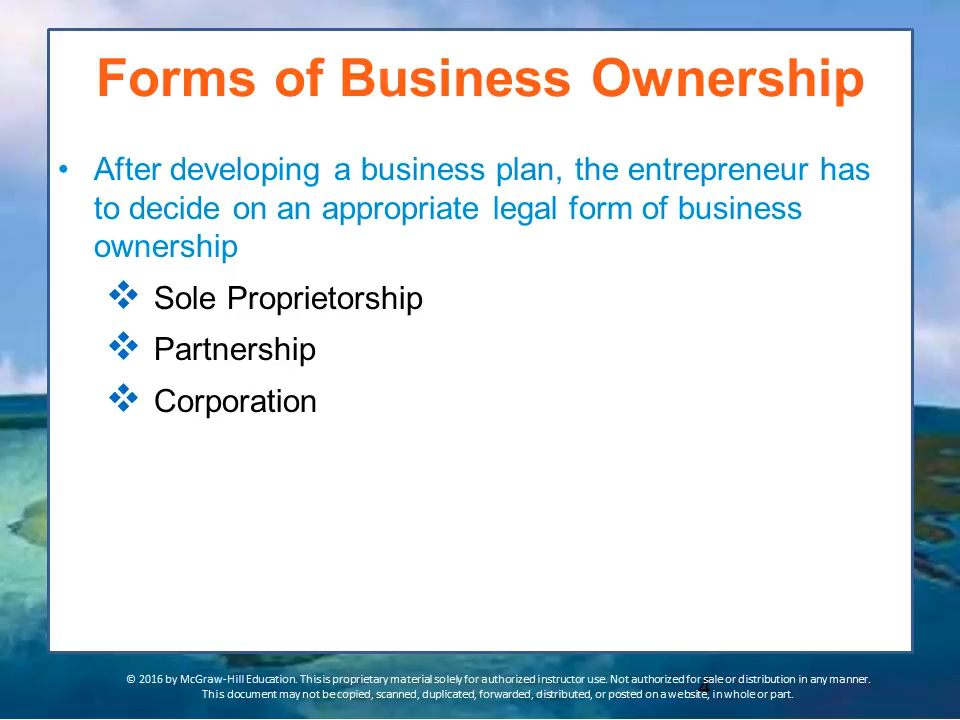 Forms of Business Ownership
• After developing a business plan, the entrepreneur has
to decide on an appropriate legal form of business
ownership
❖ Sole Proprietorship
❖ Partnership
❖ Corporation
© 2016 by McGraw-Hill Education. This is proprietary material solely for authorized instructor use. Not authorized for sale or distribution in any manner.
This document may not be copied, scanned, duplicated, forwarded, distributed, or posted on a website, in whole or part.
4